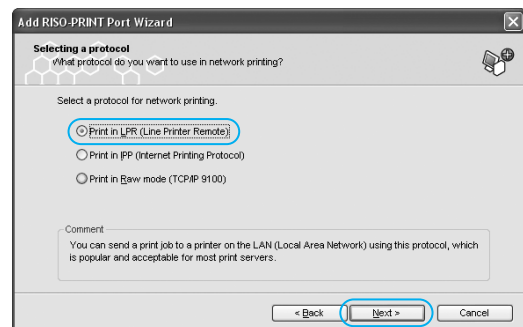 Add RISO-PRINT Port Wizard
Selecting a protocol
What protocol do you want to use in network printing?
Select a protocol for network printing.
Print in LPR (Line Printer Remote)
Print in IPP (Internet Printing Protocol)
Print in Raw mode (TCP/IP 9100)
Comment
You can send a print job to a printer on the LAN (Local Area Network) using this protocol, which
is popular and acceptable for most print servers.
< Back Next > Cancel